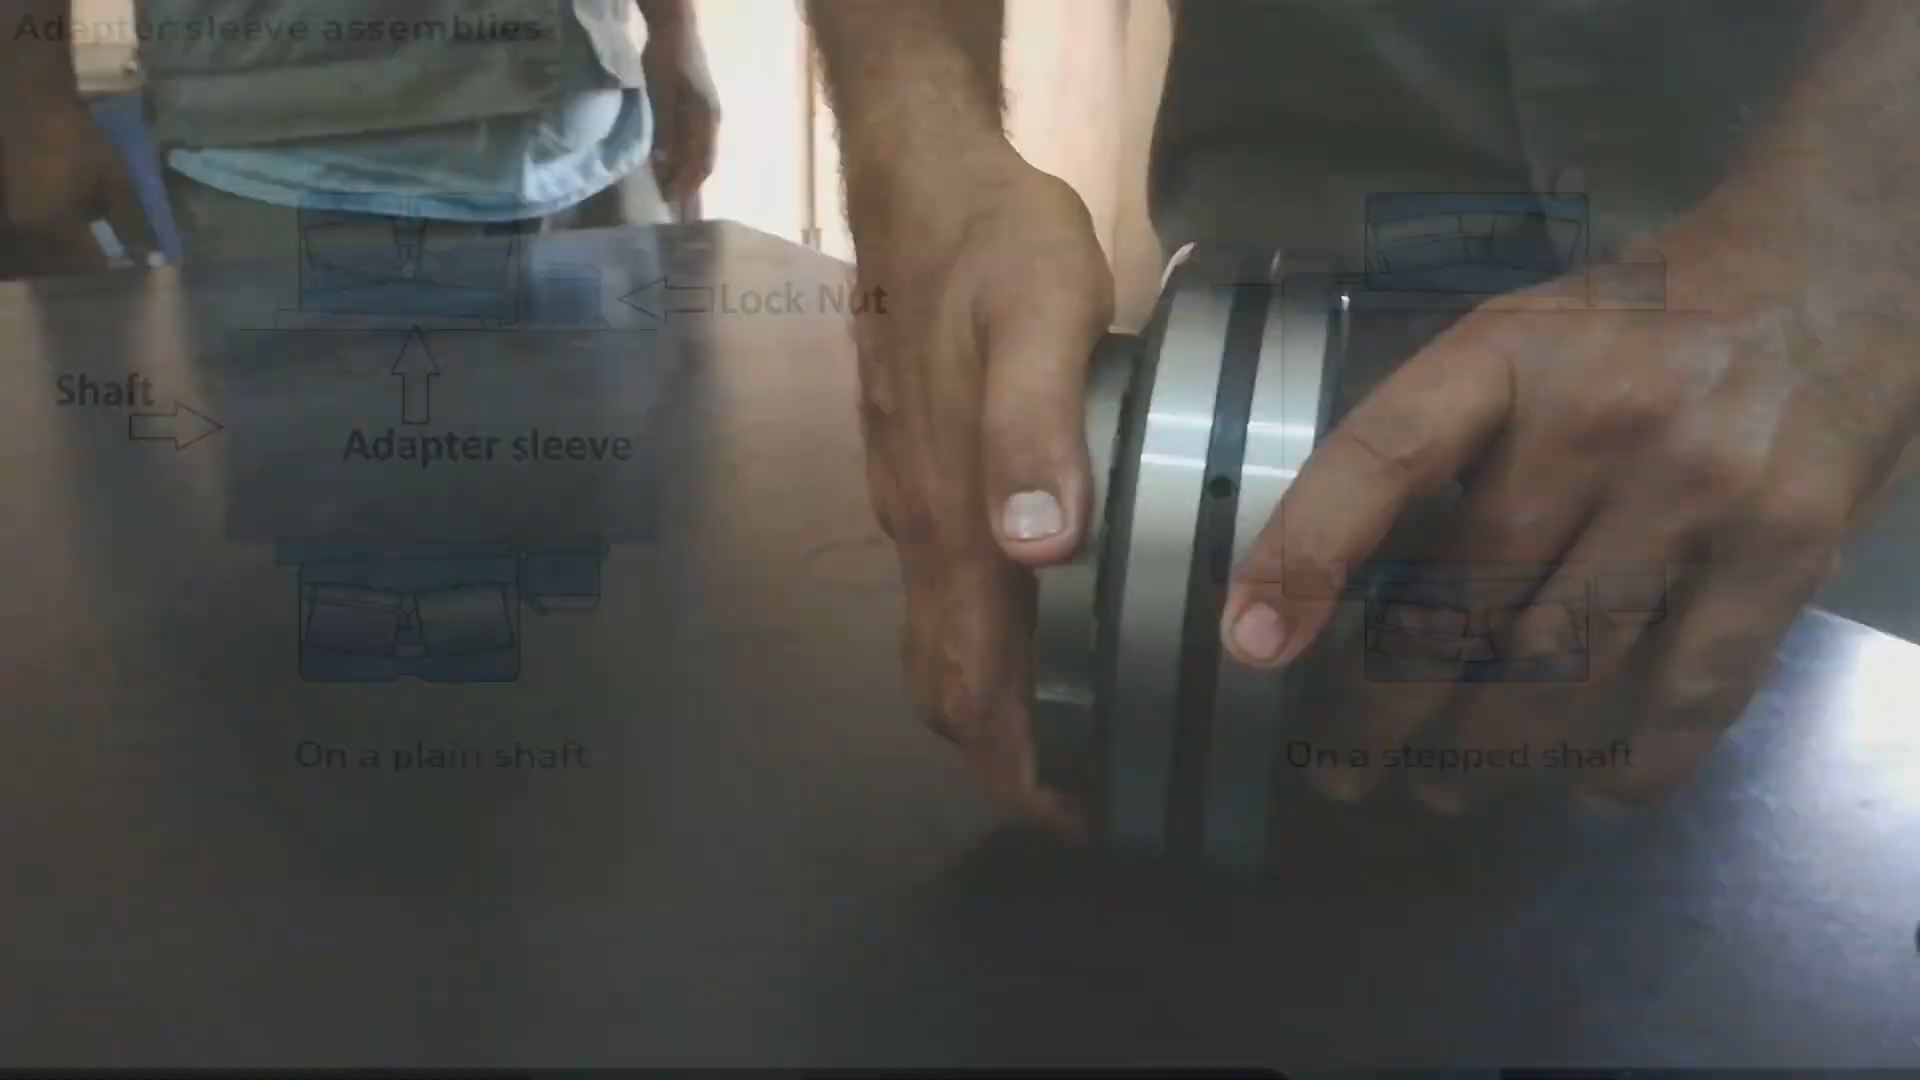 Adapter sleeve assemblies
Lock Nut
Shaft
Adapter sleeve
On a plain shaft
On a stepped shaft